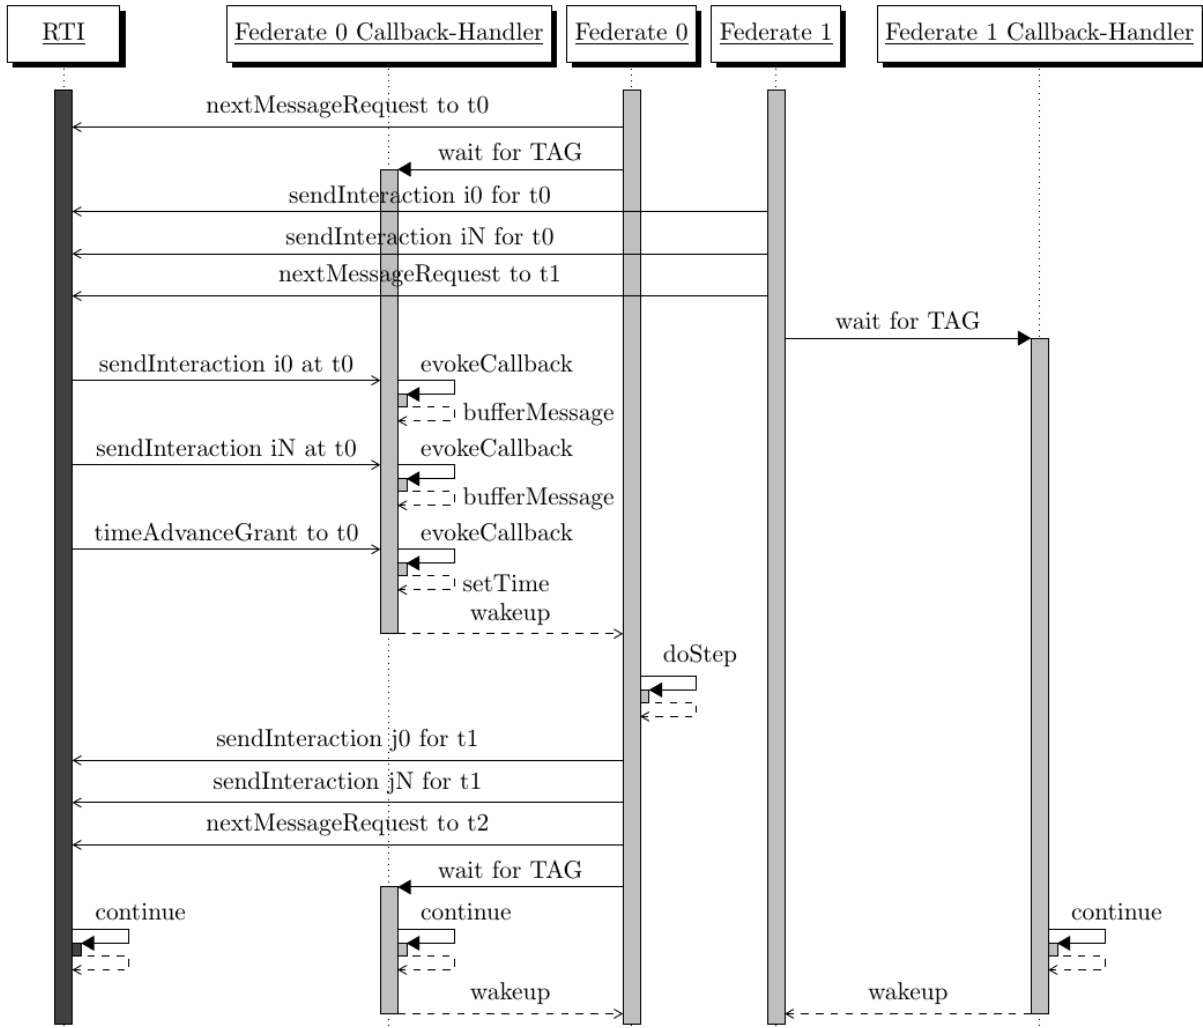 RTI
Federate 0 Callback-Handler
Federate 0
Federate 1
Federate 1 Callback-Handler
nextMessageRequest to t0
wait for TAG
sendInteraction i0 for t0
sendInteraction iN for t0
nextMessageRequest to t1
wait for TAG
sendInteraction i0 at t0
evokeCallback
bufferMessage
sendInteraction iN at t0
evokeCallback
bufferMessage
timeAdvanceGrant to t0
evokeCallback
setTime
wakeup
doStep
sendInteraction j0 for t1
sendInteraction jN for t1
nextMessageRequest to t2
wait for TAG
continue
continue
continue
wakeup
wakeup